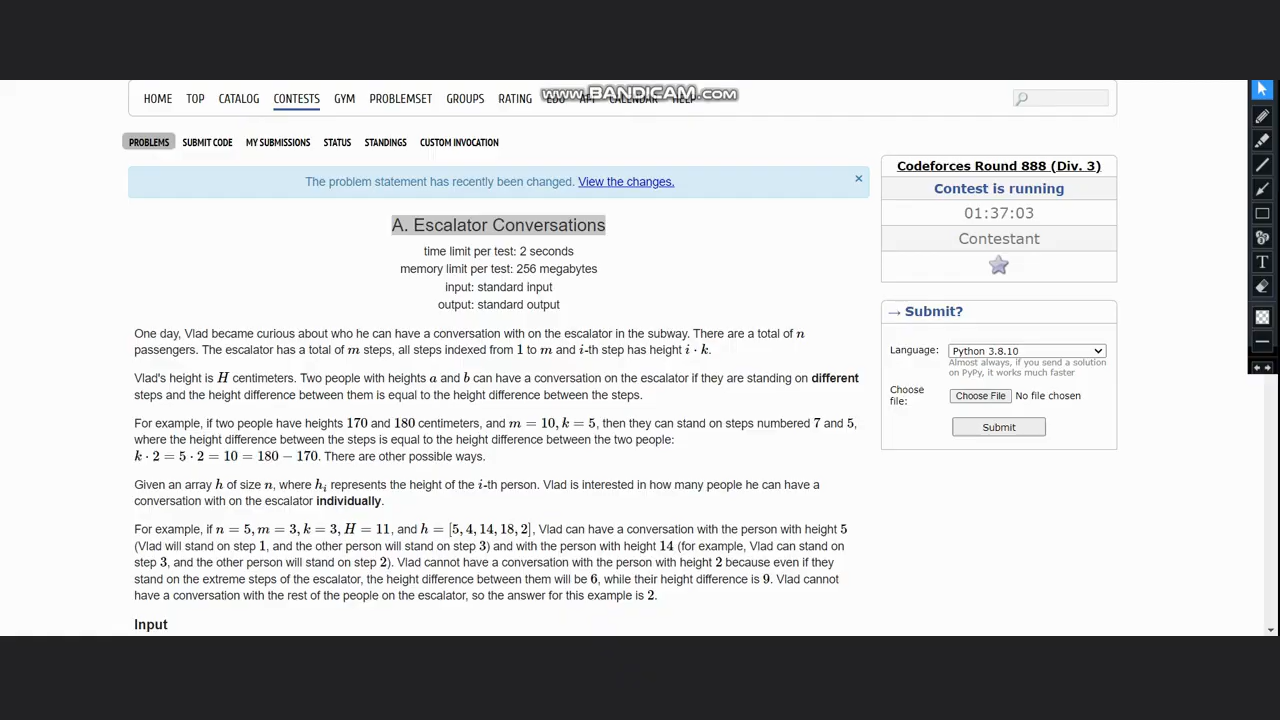 www.BANDICAM.com
HOME TOP CATALOG CONTESTS GYM PROBLEMSET GROUPS RATING EDU API CALENDAR HELP
PROBLEMS SUBMIT CODE MY SUBMISSIONS STATUS STANDINGS CUSTOM INVOCATION
The problem statement has recently been changed. View the changes. ×
A. Escalator Conversations
time limit per test: 2 seconds
memory limit per test: 256 megabytes
input: standard input
output: standard output
One day, Vlad became curious about who he can have a conversation with on the escalator in the subway. There are a total of n
passengers. The escalator has a total of m steps, all steps indexed from 1 to m and i-th step has height i · k.
Vlad's height is H centimeters. Two people with heights a and b can have a conversation on the escalator if they are standing on different
steps and the height difference between them is equal to the height difference between the steps.
For example, if two people have heights 170 and 180 centimeters, and m = 10, k = 5, then they can stand on steps numbered 7 and 5,
where the height difference between the steps is equal to the height difference between the two people:
k · 2 = 5 · 2 = 10 = 180 − 170. There are other possible ways.
Given an array h of size n, where hi represents the height of the i-th person. Vlad is interested in how many people he can have a
conversation with on the escalator individually.
For example, if n = 5, m = 3, k = 3, H = 11, and h = [5, 4, 14, 18, 2], Vlad can have a conversation with the person with height 5
(Vlad will stand on step 1, and the other person will stand on step 3) and with the person with height 14 (for example, Vlad can stand on
step 3, and the other person will stand on step 2). Vlad cannot have a conversation with the person with height 2 because even if they
stand on the extreme steps of the escalator, the height difference between them will be 6, while their height difference is 9. Vlad cannot
have a conversation with the rest of the people on the escalator, so the answer for this example is 2.
Input
Codeforces Round 888 (Div. 3)
Contest is running
01:37:03
Contestant
→ Submit?
Language: Python 3.8.10
Almost always, if you send a solution
on PyPy, it works much faster
Choose
file: Choose File No file chosen
Submit
T